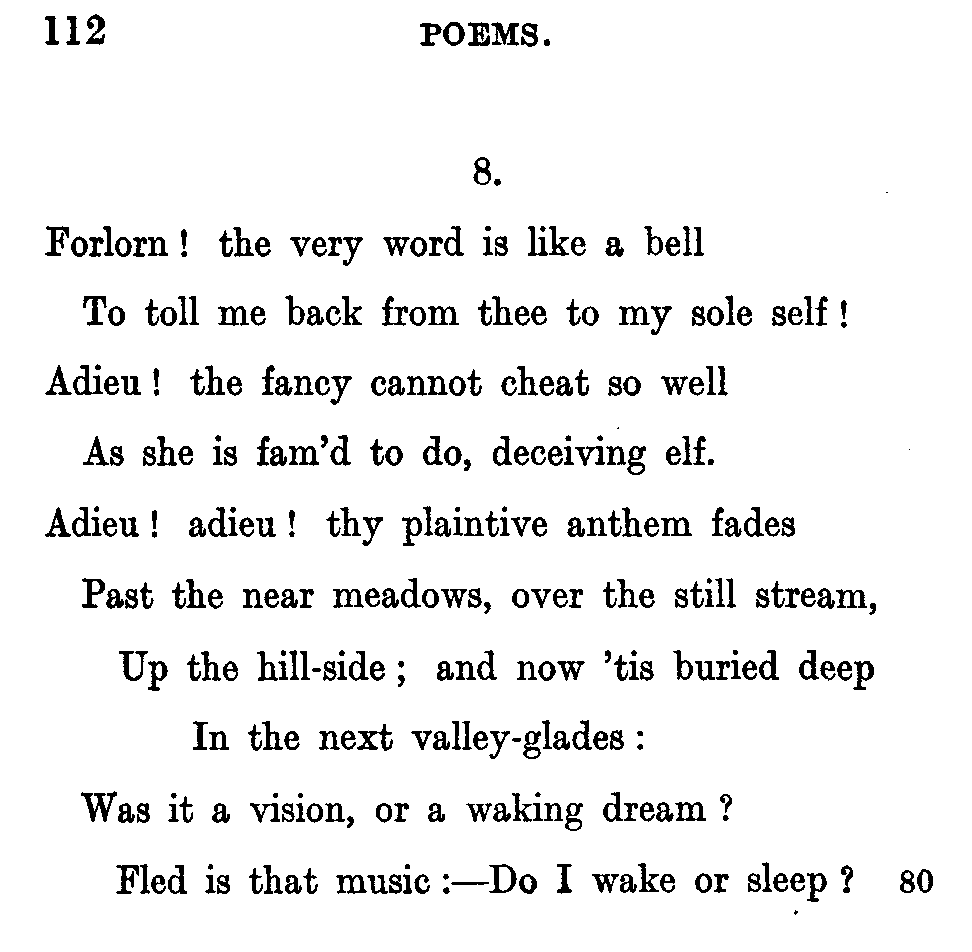 112 POEMS.
8.
Forlorn ! the very word is like a bell
To toll me back from thee to my sole self !
Adieu ! the fancy cannot cheat so well
As she is fam’d to do, deceiving elf.
Adieu ! adieu ! thy plaintive anthem fades
Past the near meadows, over the still stream,
Up the hill-side ; and now ’tis buried deep
In the next valley-glades :
Was it a vision, or a waking dream ?
Fled is that music :—Do I wake or sleep ? 80